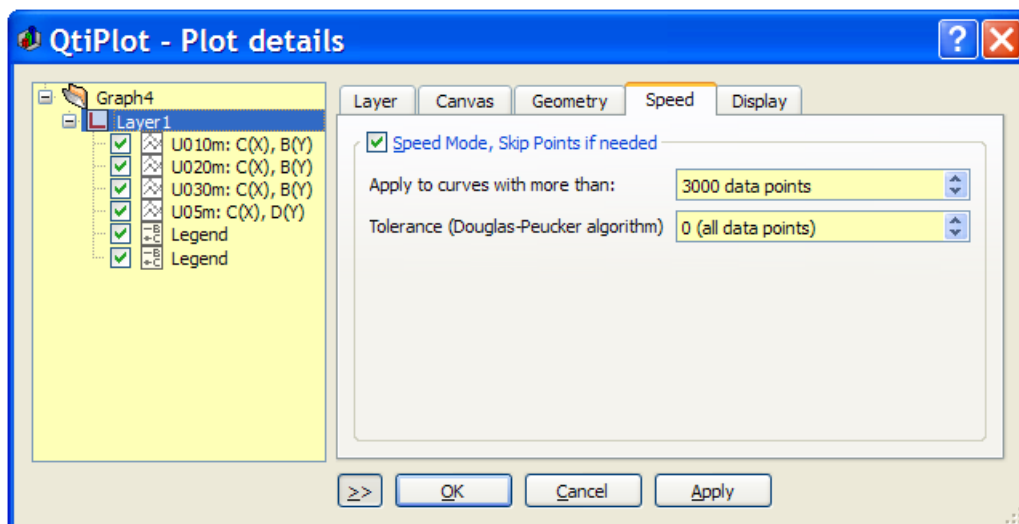 QtiPlot - Plot details
Graph4
Layer1
U010m: C(X), B(Y)
U020m: C(X), B(Y)
U030m: C(X), B(Y)
U05m: C(X), D(Y)
Legend
Legend
Layer Canvas Geometry Speed Display
Speed Mode, Skip Points if needed
Apply to curves with more than: 3000 data points
Tolerance (Douglas-Peucker algorithm) 0 (all data points)
>> OK Cancel Apply